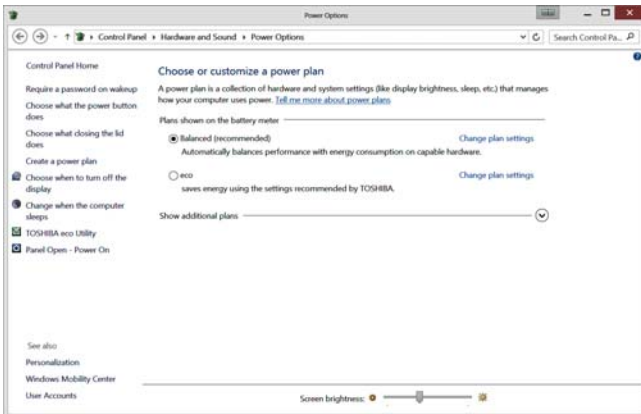 Power Options
Control Panel ▸ Hardware and Sound ▸ Power Options
Search Control Pa...
Control Panel Home
Require a password on wakeup
Choose what the power button
does
Choose what closing the lid
does
Create a power plan
Choose when to turn off the
display
Change when the computer
sleeps
TOSHIBA eco Utility
Panel Open - Power On
See also
Personalization
Windows Mobility Center
User Accounts
Choose or customize a power plan
A power plan is a collection of hardware and system settings (like display brightness, sleep, etc.) that manages
how your computer uses power. Tell me more about power plans
Plans shown on the battery meter
Balanced (recommended) Change plan settings
Automatically balances performance with energy consumption on capable hardware.
eco Change plan settings
saves energy using the settings recommended by TOSHIBA.
Show additional plans
Screen brightness: